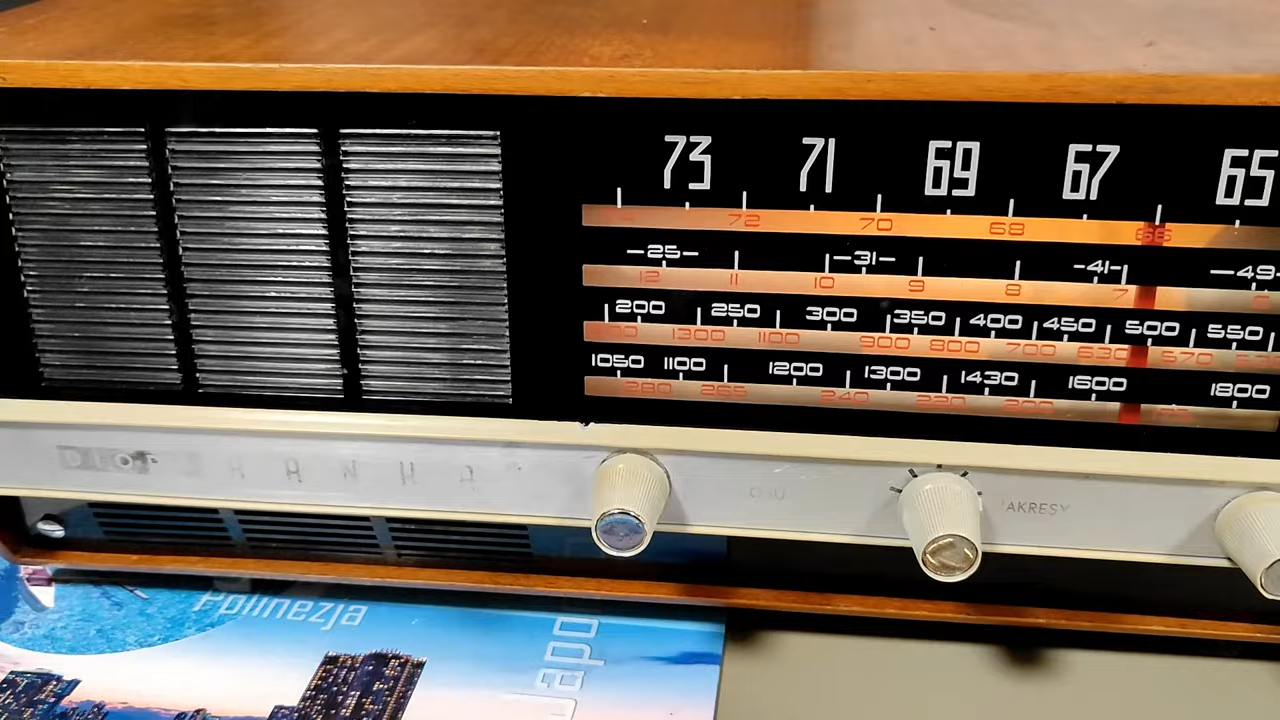 73 71 69 67 65
72 70 68 66
-25- -31- -41- -49-
12 11 10 9 8 7
200 250 300 350 400 450 500 550
1300 1100 900 800 700 630 570
1050 1100 1200 1300 1430 1600 1800
280 265 240 220 200
AKRESY
Polinezja
Japo